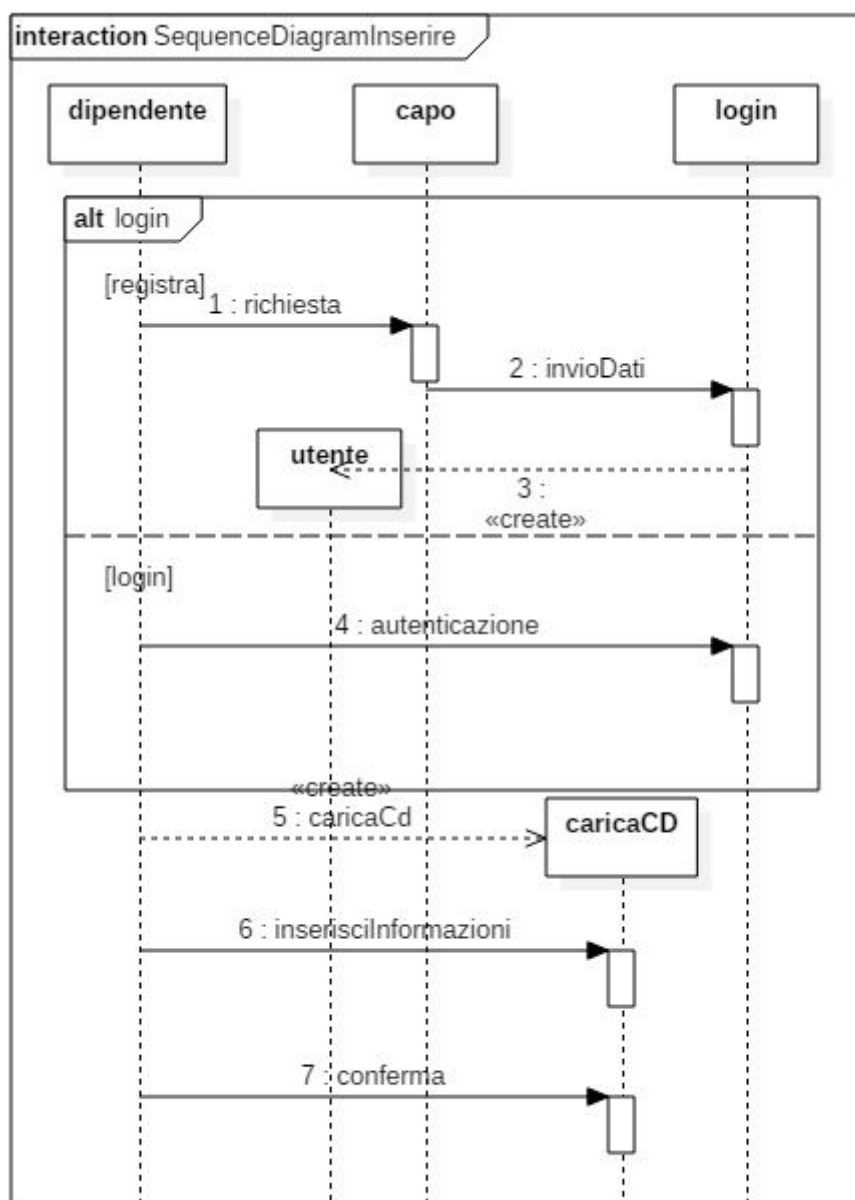 interaction SequenceDiagramInserire
dipendente
capo
login
alt login
[registra]
1 : richiesta
2 : invioDati
utente
3 :
«create»
[login]
4 : autenticazione
«create»
5 : caricaCd
caricaCD
6 : inserisciInformazioni
7 : conferma